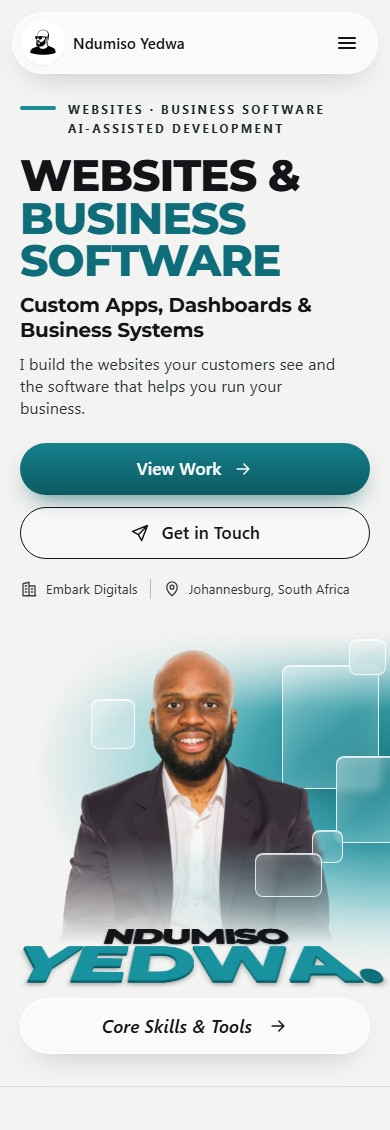 Ndumiso Yedwa
WEBSITES · BUSINESS SOFTWARE
AI-ASSISTED DEVELOPMENT
WEBSITES &
BUSINESS
SOFTWARE
Custom Apps, Dashboards &
Business Systems
I build the websites your customers see and
the software that helps you run your
business.
View Work →
Get in Touch
Embark Digitals
Johannesburg, South Africa
NDUMISO
YEDWA.
Core Skills & Tools →